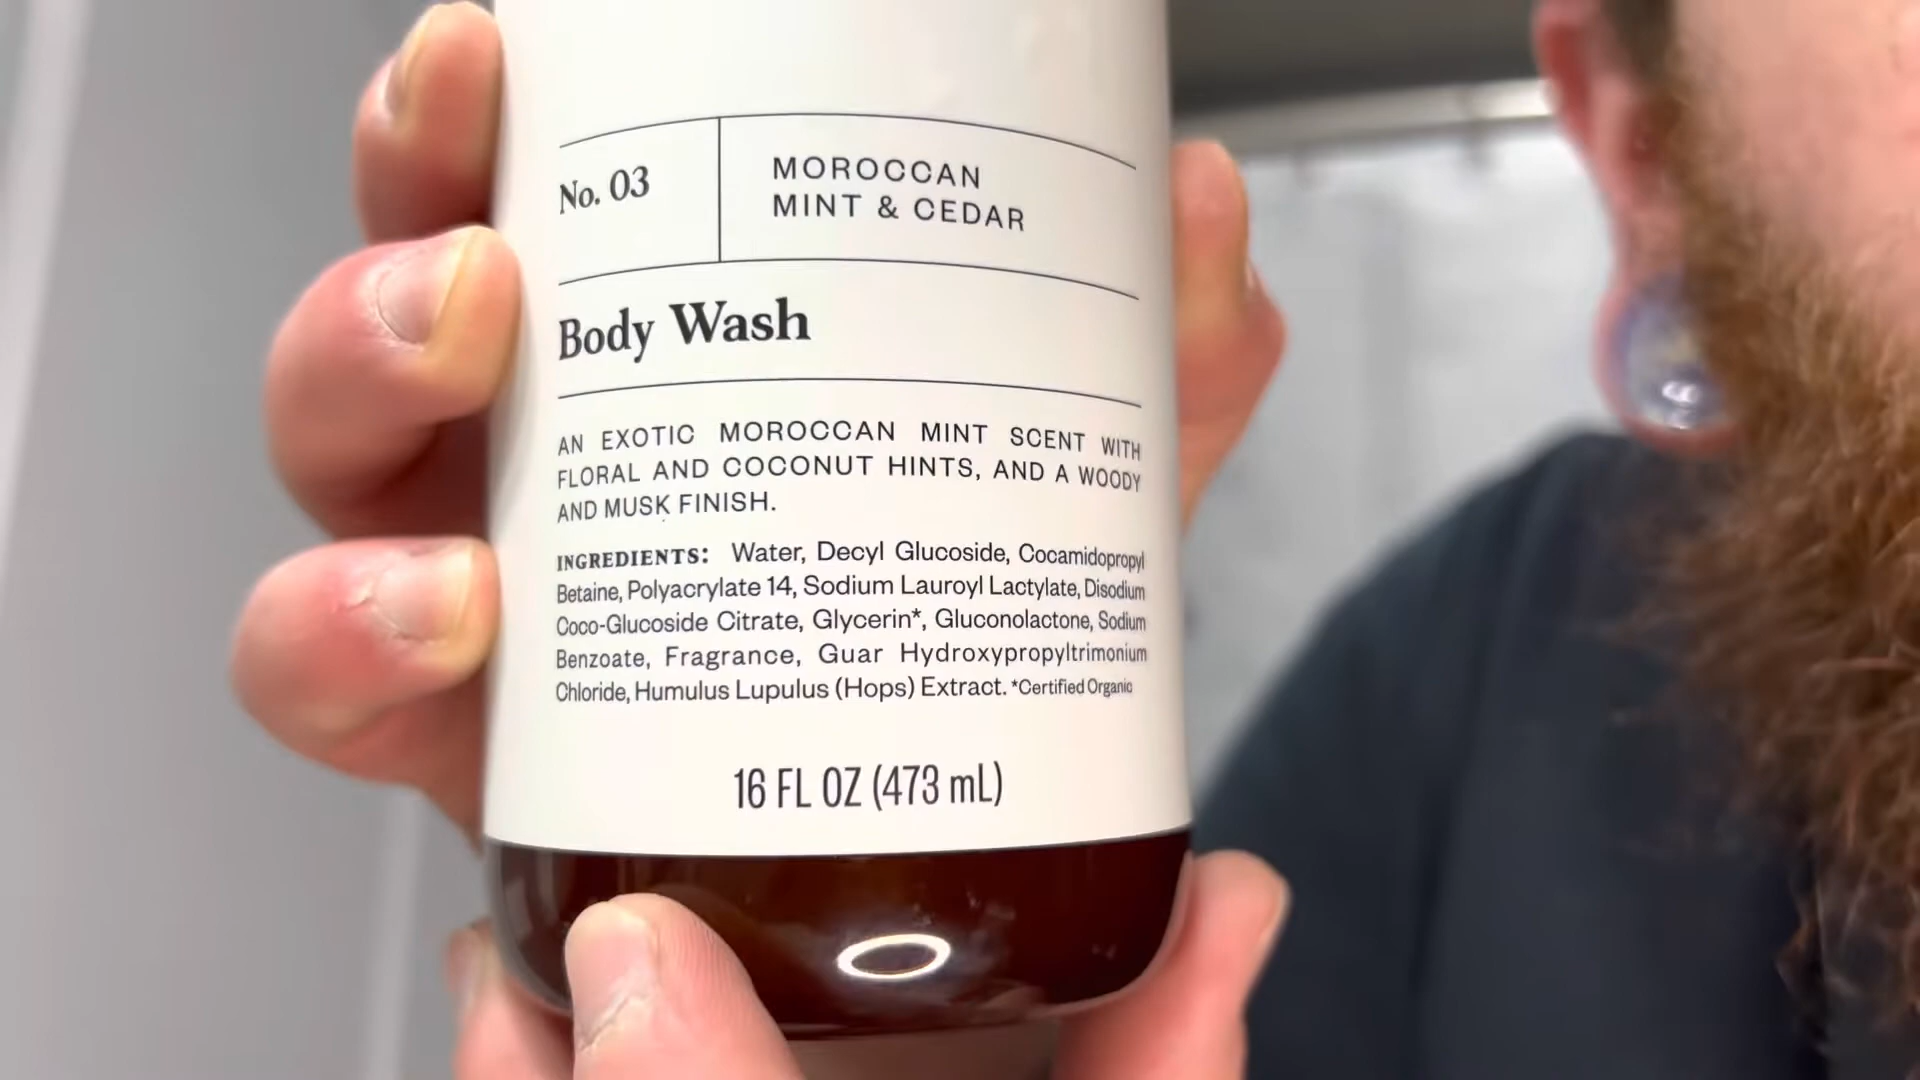 No. 03
MOROCCAN
MINT & CEDAR
Body Wash
AN EXOTIC MOROCCAN MINT SCENT WITH
FLORAL AND COCONUT HINTS, AND A WOODY
AND MUSK FINISH.
INGREDIENTS: Water, Decyl Glucoside, Cocamidopropyl
Betaine, Polyacrylate 14, Sodium Lauroyl Lactylate, Disodium
Coco-Glucoside Citrate, Glycerin*, Gluconolactone, Sodium
Benzoate, Fragrance, Guar Hydroxypropyltrimonium
Chloride, Humulus Lupulus (Hops) Extract. *Certified Organic
16 FL OZ (473 mL)